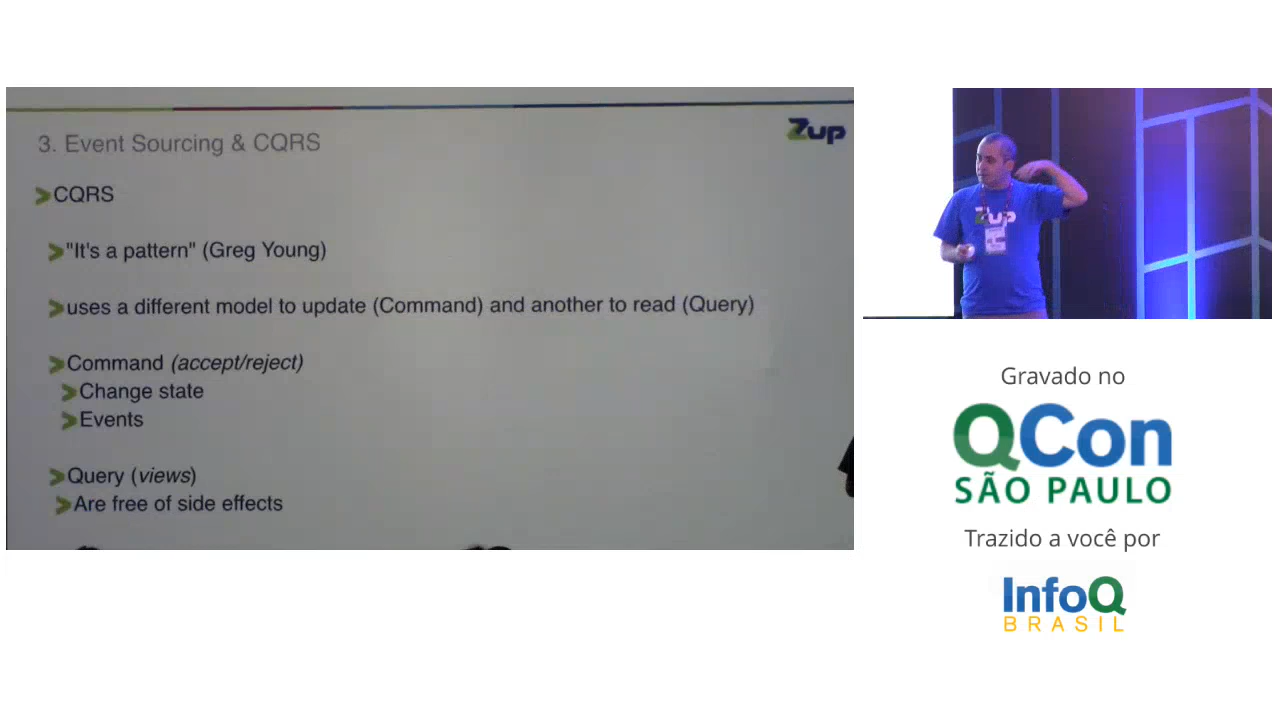 3. Event Sourcing & CQRS
Zup
CQRS
"It's a pattern" (Greg Young)
uses a different model to update (Command) and another to read (Query)
Command (accept/reject)
Change state
Events
Query (views)
Are free of side effects
Zup
Gravado no
QCon
SÃO PAULO
Trazido a você por
InfoQ
BRASIL